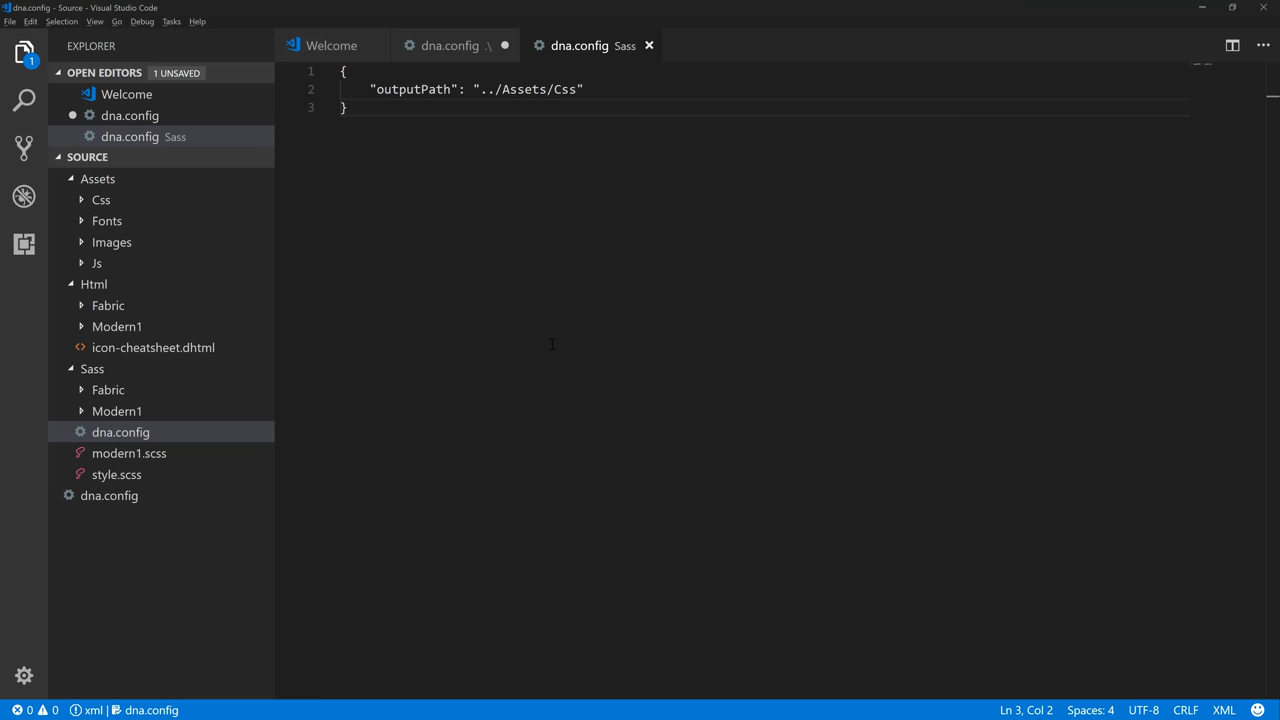 dna.config - Source - Visual Studio Code
File Edit Selection View Go Debug Tasks Help
EXPLORER
OPEN EDITORS 1 UNSAVED
Welcome
dna.config
dna.config Sass
SOURCE
Assets
Css
Fonts
Images
Js
Html
Fabric
Modern1
icon-cheatsheet.dhtml
Sass
Fabric
Modern1
dna.config
modern1.scss
style.scss
dna.config
1
Welcome
dna.config .\
dna.config Sass
1 {
2 "outputPath": "../Assets/Css"
3 }
0 0 xml | dna.config
Ln 3, Col 2 Spaces: 4 UTF-8 CRLF XML